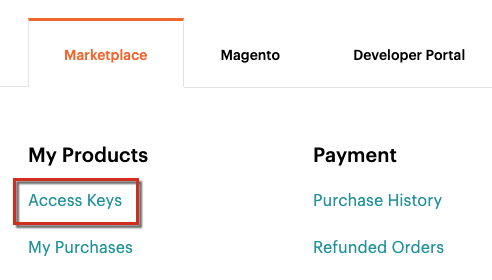 Marketplace Magento Developer Portal
My Products Payment
Access Keys Purchase History
My Purchases Refunded Orders